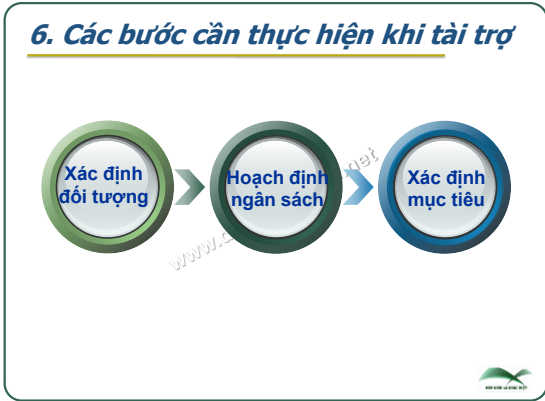 6. Các bước cần thực hiện khi tài trợ
Xác định
đối tượng
Hoạch định
ngân sách
Xác định
mục tiêu